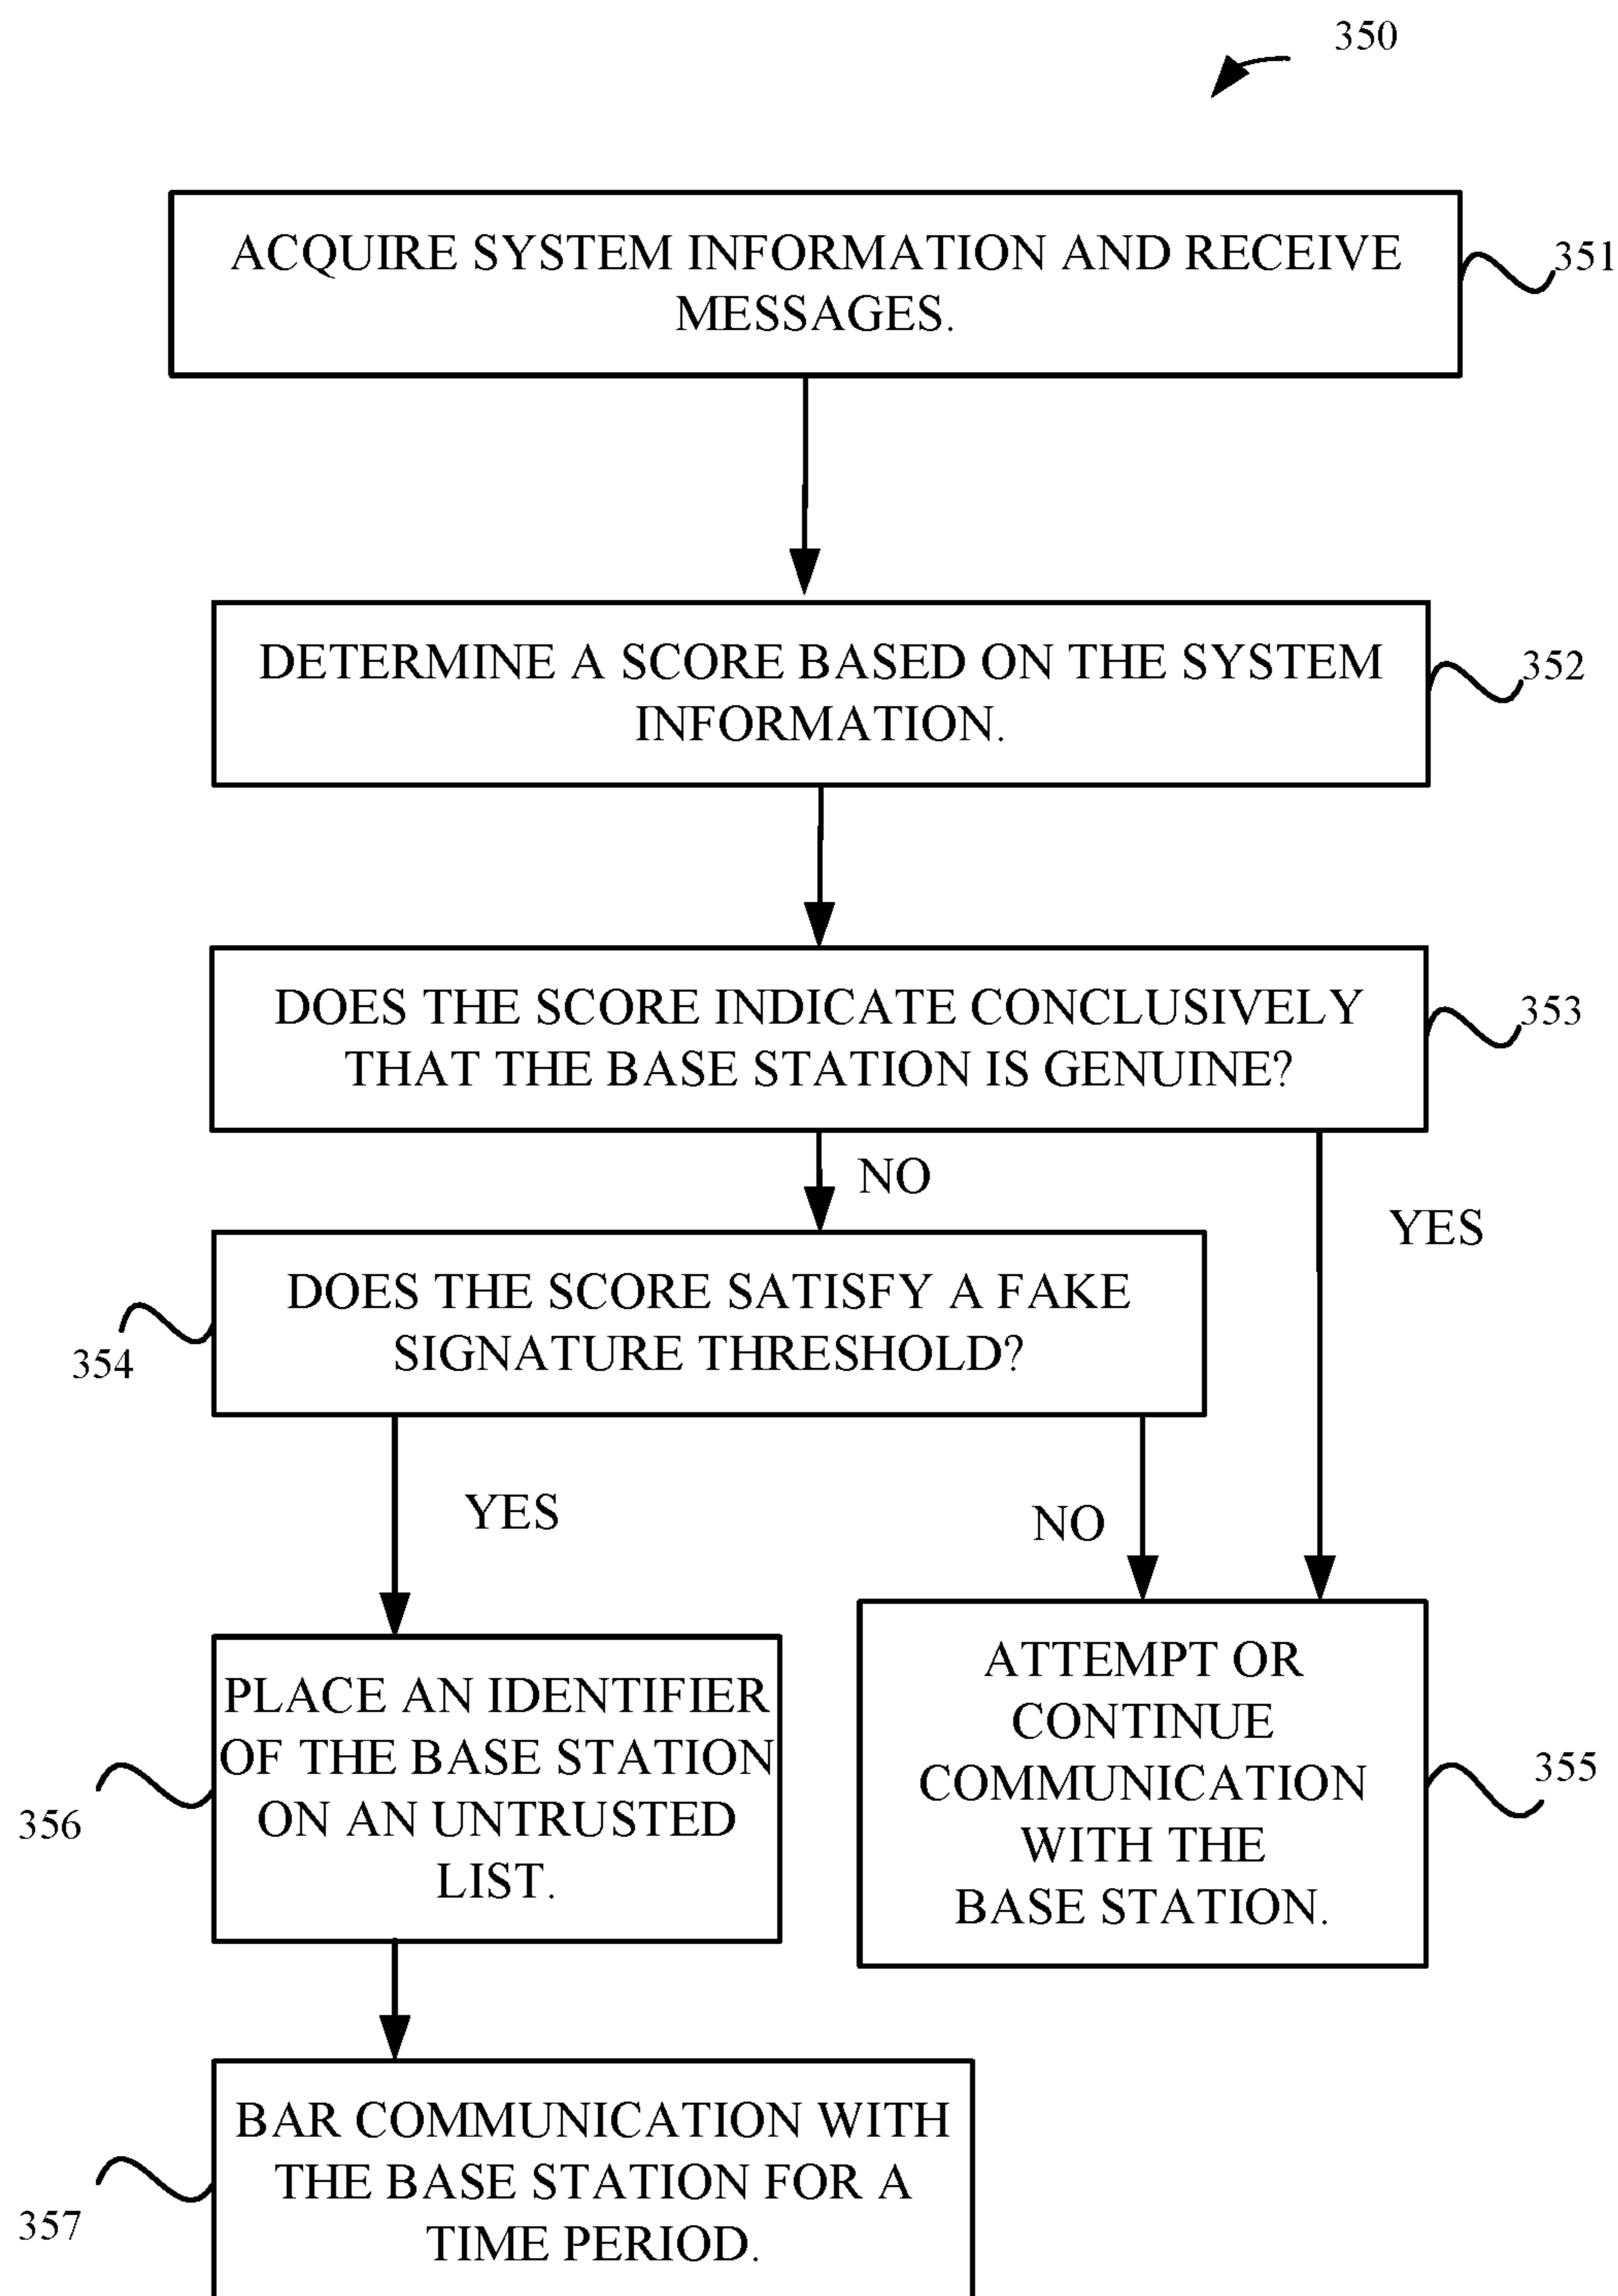 350
ACQUIRE SYSTEM INFORMATION AND RECEIVE
MESSAGES.
351
DETERMINE A SCORE BASED ON THE SYSTEM
INFORMATION.
352
DOES THE SCORE INDICATE CONCLUSIVELY
THAT THE BASE STATION IS GENUINE?
353
NO
YES
DOES THE SCORE SATISFY A FAKE
SIGNATURE THRESHOLD?
354
YES
NO
PLACE AN IDENTIFIER
OF THE BASE STATION
ON AN UNTRUSTED
LIST.
356
ATTEMPT OR
CONTINUE
COMMUNICATION
WITH THE
BASE STATION.
355
BAR COMMUNICATION WITH
THE BASE STATION FOR A
TIME PERIOD.
357